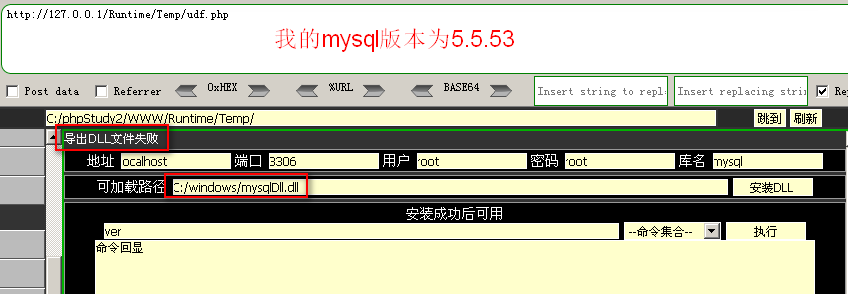 http://127.0.0.1/Runtime/Temp/udf.php
我的mysql版本为5.5.53
Post data Referrer 0xHEX %URL BASE64 Insert string to repl Insert replacing strin Rep
C:/phpStudy2/WWW/Runtime/Temp/ 跳到 刷新
导出DLL文件失败
地址 ocalhost 端口 3306 用户 root 密码 root 库名 mysql
可加载路径 C:/windows/mysqlDll.dll 安装DLL
安装成功后可用
ver --命令集合-- 执行
命令回显